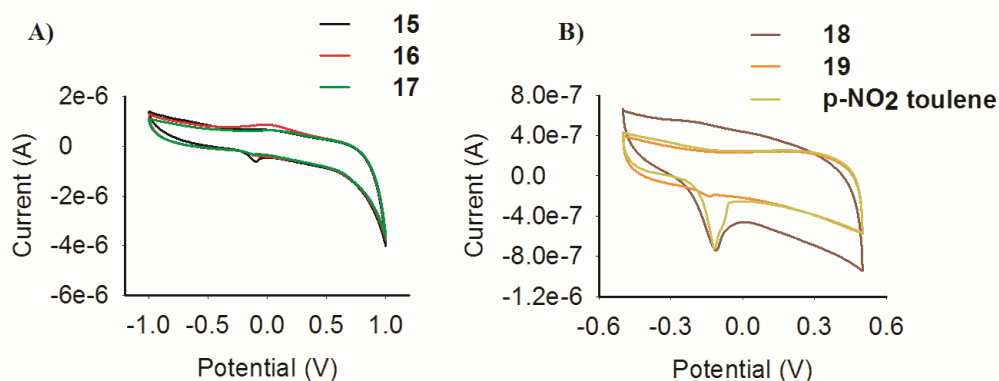 A)
15
16
17
2e-6
0
-2e-6
-4e-6
-6e-6
Current (A)
-1.0 -0.5 0.0 0.5 1.0
Potential (V)
B)
18
19
p-NO2 toulene
8.0e-7
4.0e-7
0.0
-4.0e-7
-8.0e-7
-1.2e-6
Current (A)
-0.6 -0.3 0.0 0.3 0.6
Potential (V)